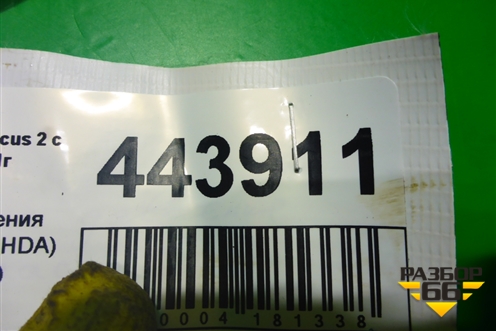 cus 2 с
г
443911
ения
HDA)
)
0004 181338
РАЗБОР
66